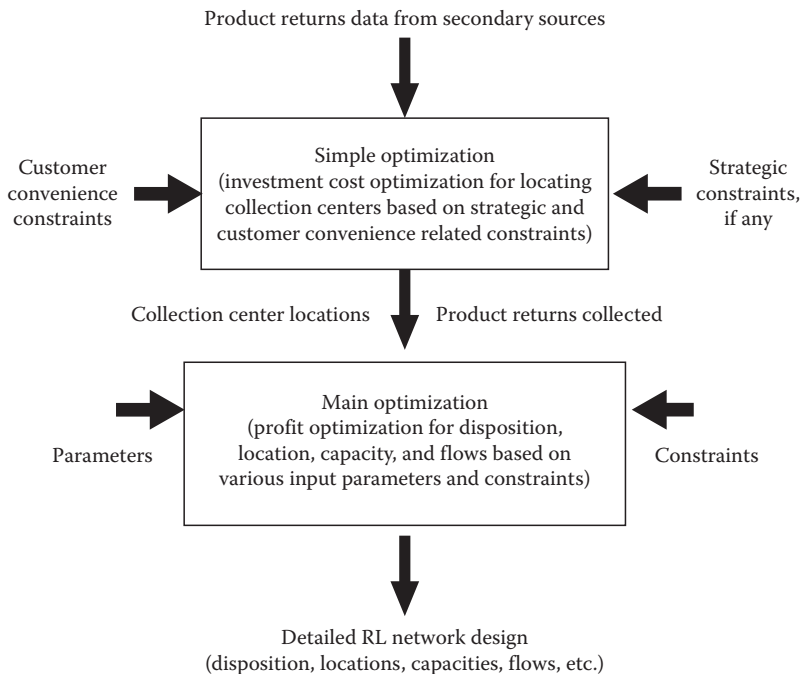 Product returns data from secondary sources
Customer
convenience
constraints
Simple optimization
(investment cost optimization for locating
collection centers based on strategic and
customer convenience related constraints)
Strategic
constraints,
if any
Collection center locations
Product returns collected
Parameters
Main optimization
(profit optimization for disposition,
location, capacity, and flows based on
various input parameters and constraints)
Constraints
Detailed RL network design
(disposition, locations, capacities, flows, etc.)